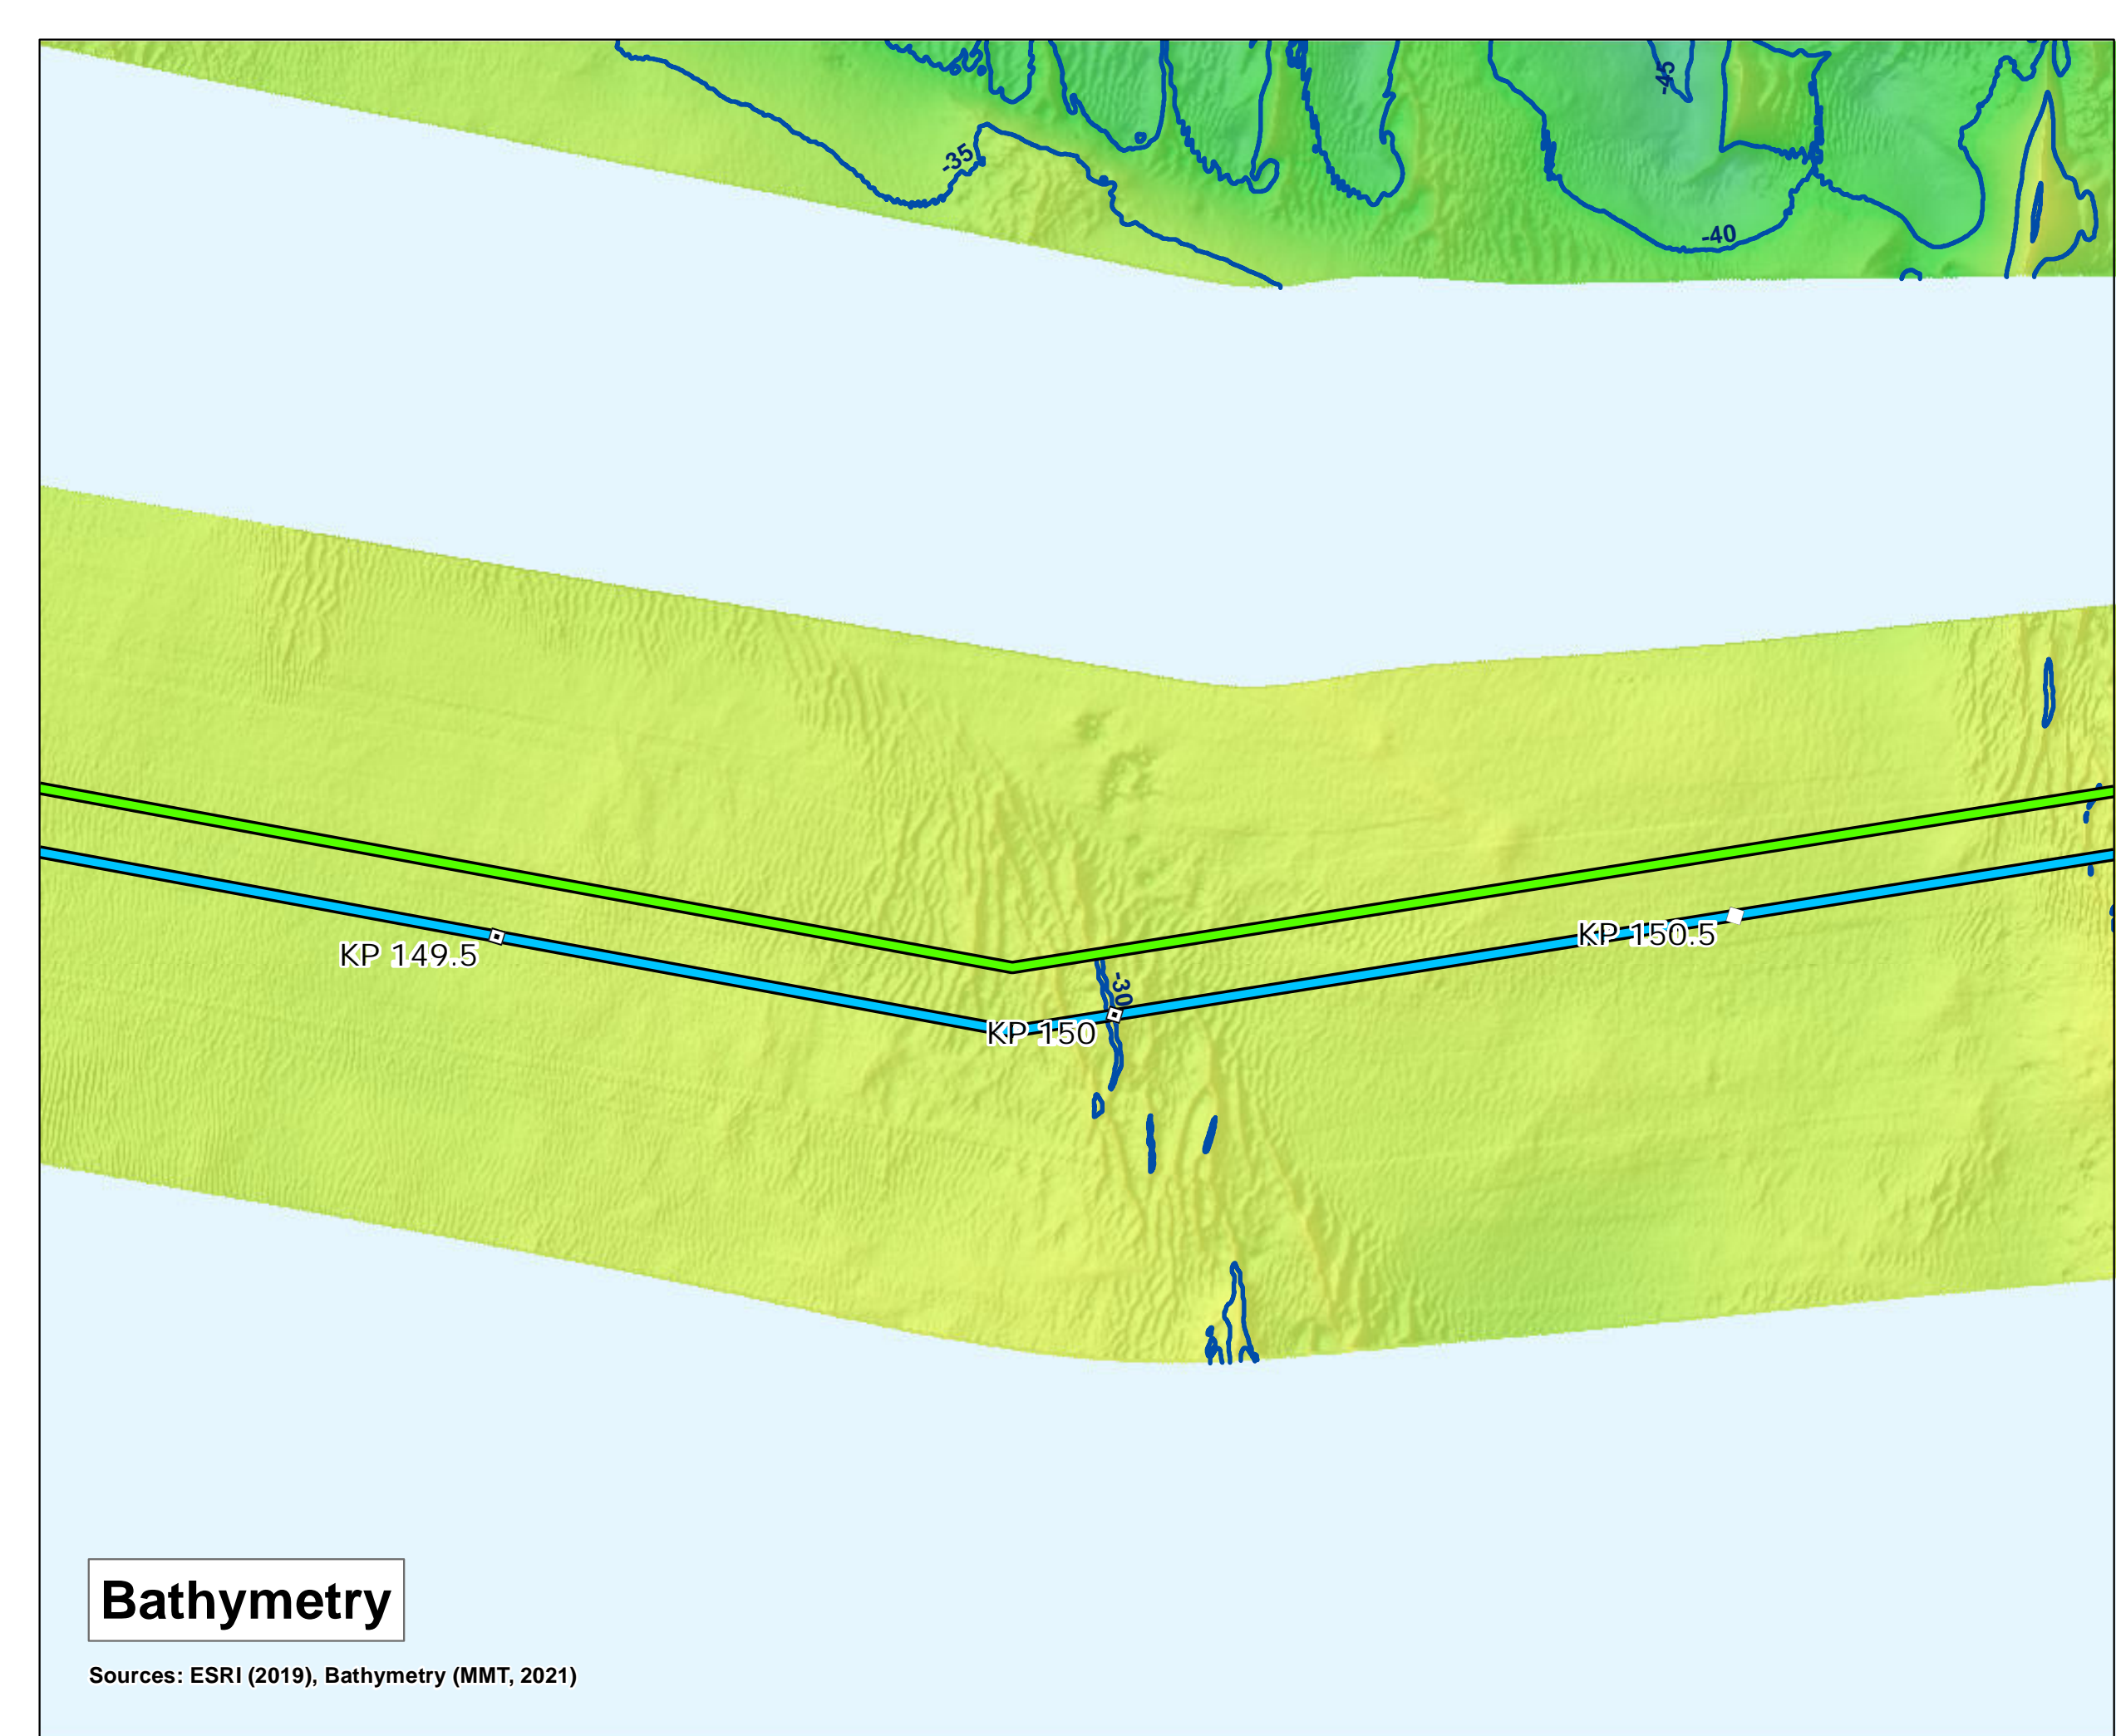 -45
-35
-40
KP 149.5
KP 150.5
-30
KP 150
Bathymetry
Sources: ESRI (2019), Bathymetry (MMT, 2021)